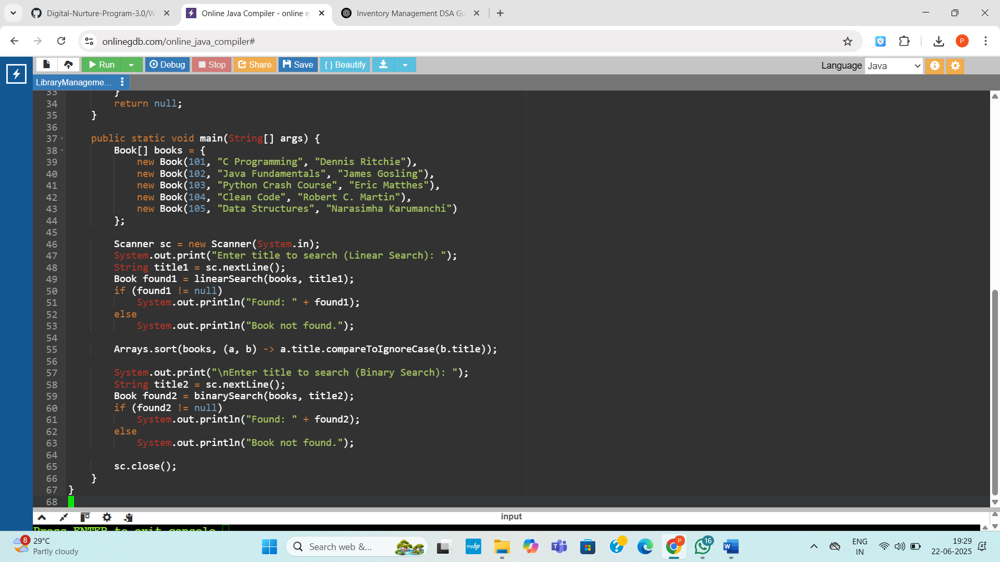 Digital-Nurture-Program-3.0/W
Online Java Compiler - online e
Inventory Management DSA Gu
onlinegdb.com/online_java_compiler#
P
Run Debug Stop Share Save { } Beautify
Language Java
LibraryManageme...
33 }
34 return null;
35 }
36
37 public static void main(String[] args) {
38 Book[] books = {
39 new Book(101, "C Programming", "Dennis Ritchie"),
40 new Book(102, "Java Fundamentals", "James Gosling"),
41 new Book(103, "Python Crash Course", "Eric Matthes"),
42 new Book(104, "Clean Code", "Robert C. Martin"),
43 new Book(105, "Data Structures", "Narasimha Karumanchi")
44 };
45
46 Scanner sc = new Scanner(System.in);
47 System.out.print("Enter title to search (Linear Search): ");
48 String title1 = sc.nextLine();
49 Book found1 = linearSearch(books, title1);
50 if (found1 != null)
51 System.out.println("Found: " + found1);
52 else
53 System.out.println("Book not found.");
54
55 Arrays.sort(books, (a, b) -> a.title.compareToIgnoreCase(b.title));
56
57 System.out.print("\nEnter title to search (Binary Search): ");
58 String title2 = sc.nextLine();
59 Book found2 = binarySearch(books, title2);
60 if (found2 != null)
61 System.out.println("Found: " + found2);
62 else
63 System.out.println("Book not found.");
64
65 sc.close();
66 }
67 }
68
input
Press ENTER to exit console
8
29°C
Partly cloudy
Search web &...
myhp
P
16
ENG
IN
19:29
22-06-2025